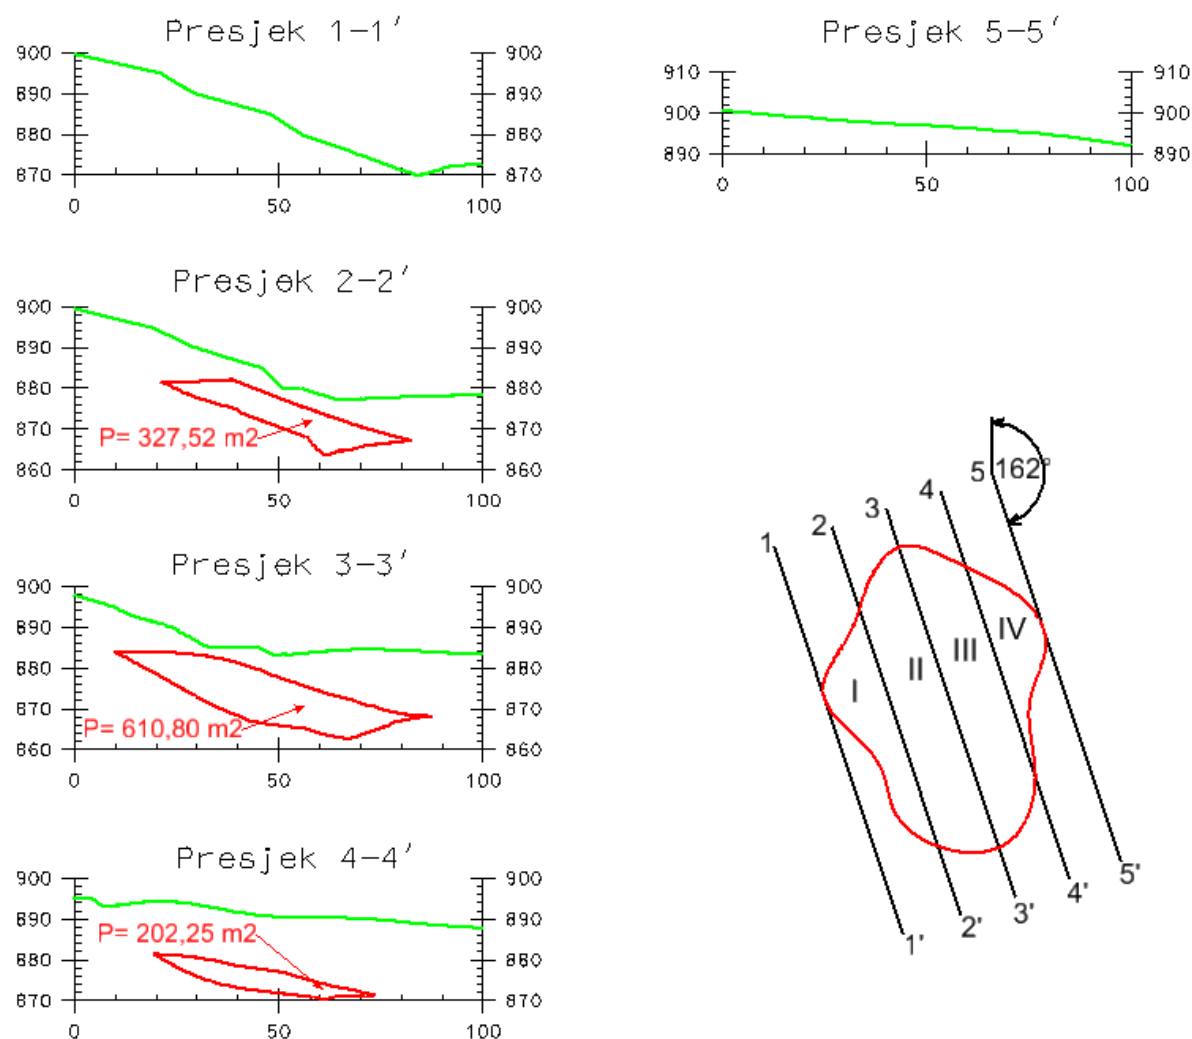 Presjek 1-1'
900 900
890 890
880 880
870 870
0 50 100
Presjek 5-5'
910 910
900 900
890 890
0 50 100
Presjek 2-2'
900 900
890 890
880 880
870 870
P= 327,52 m2
860 860
0 50 100
Presjek 3-3'
900 900
890 890
880 880
870 870
P= 610,80 m2
860 860
0 50 100
Presjek 4-4'
900 900
890 890
P= 202,25 m2
880 880
870 870
0 50 100
1 2 3 4 5 162°
I II III IV
1' 2' 3' 4' 5'